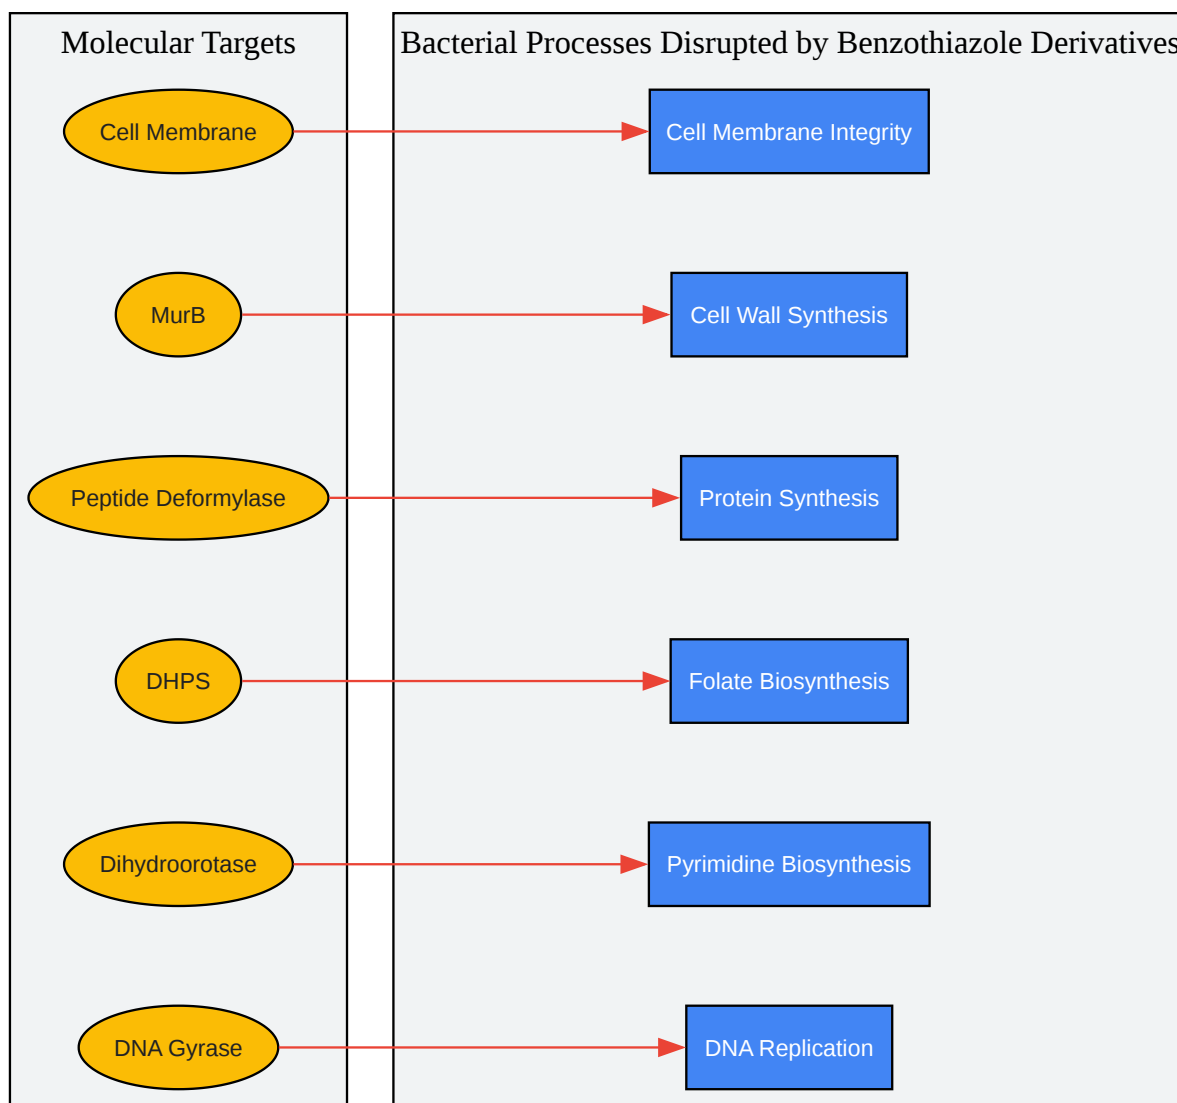 Molecular Targets
Bacterial Processes Disrupted by Benzothiazole Derivatives
Cell Membrane
Cell Membrane Integrity
MurB
Cell Wall Synthesis
Peptide Deformylase
Protein Synthesis
DHPS
Folate Biosynthesis
Dihydroorotase
Pyrimidine Biosynthesis
DNA Gyrase
DNA Replication